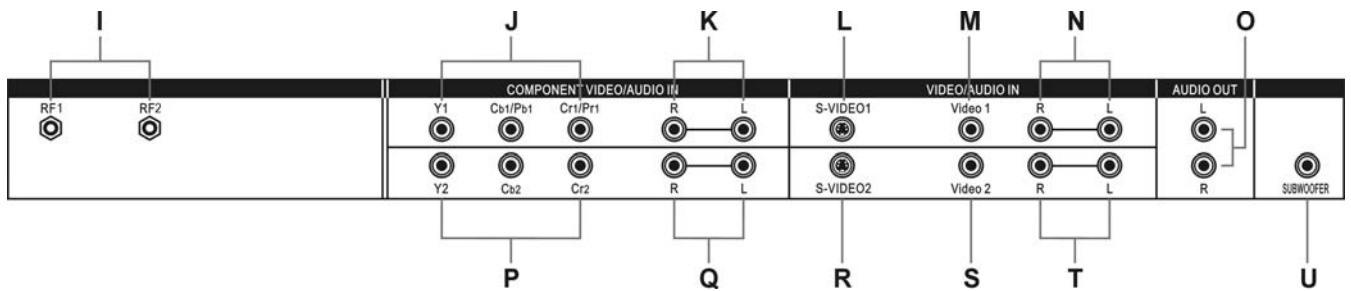 I J K L M N O
COMPONENT VIDEO/AUDIO IN VIDEO/AUDIO IN AUDIO OUT
RF1 RF2 Y1 Cb1/Pb1 Cr1/Pr1 R L S-VIDEO1 Video 1 R L L
Y2 Cb2 Cr2 R L S-VIDEO2 Video 2 R L R SUBWOOFER
P Q R S T U